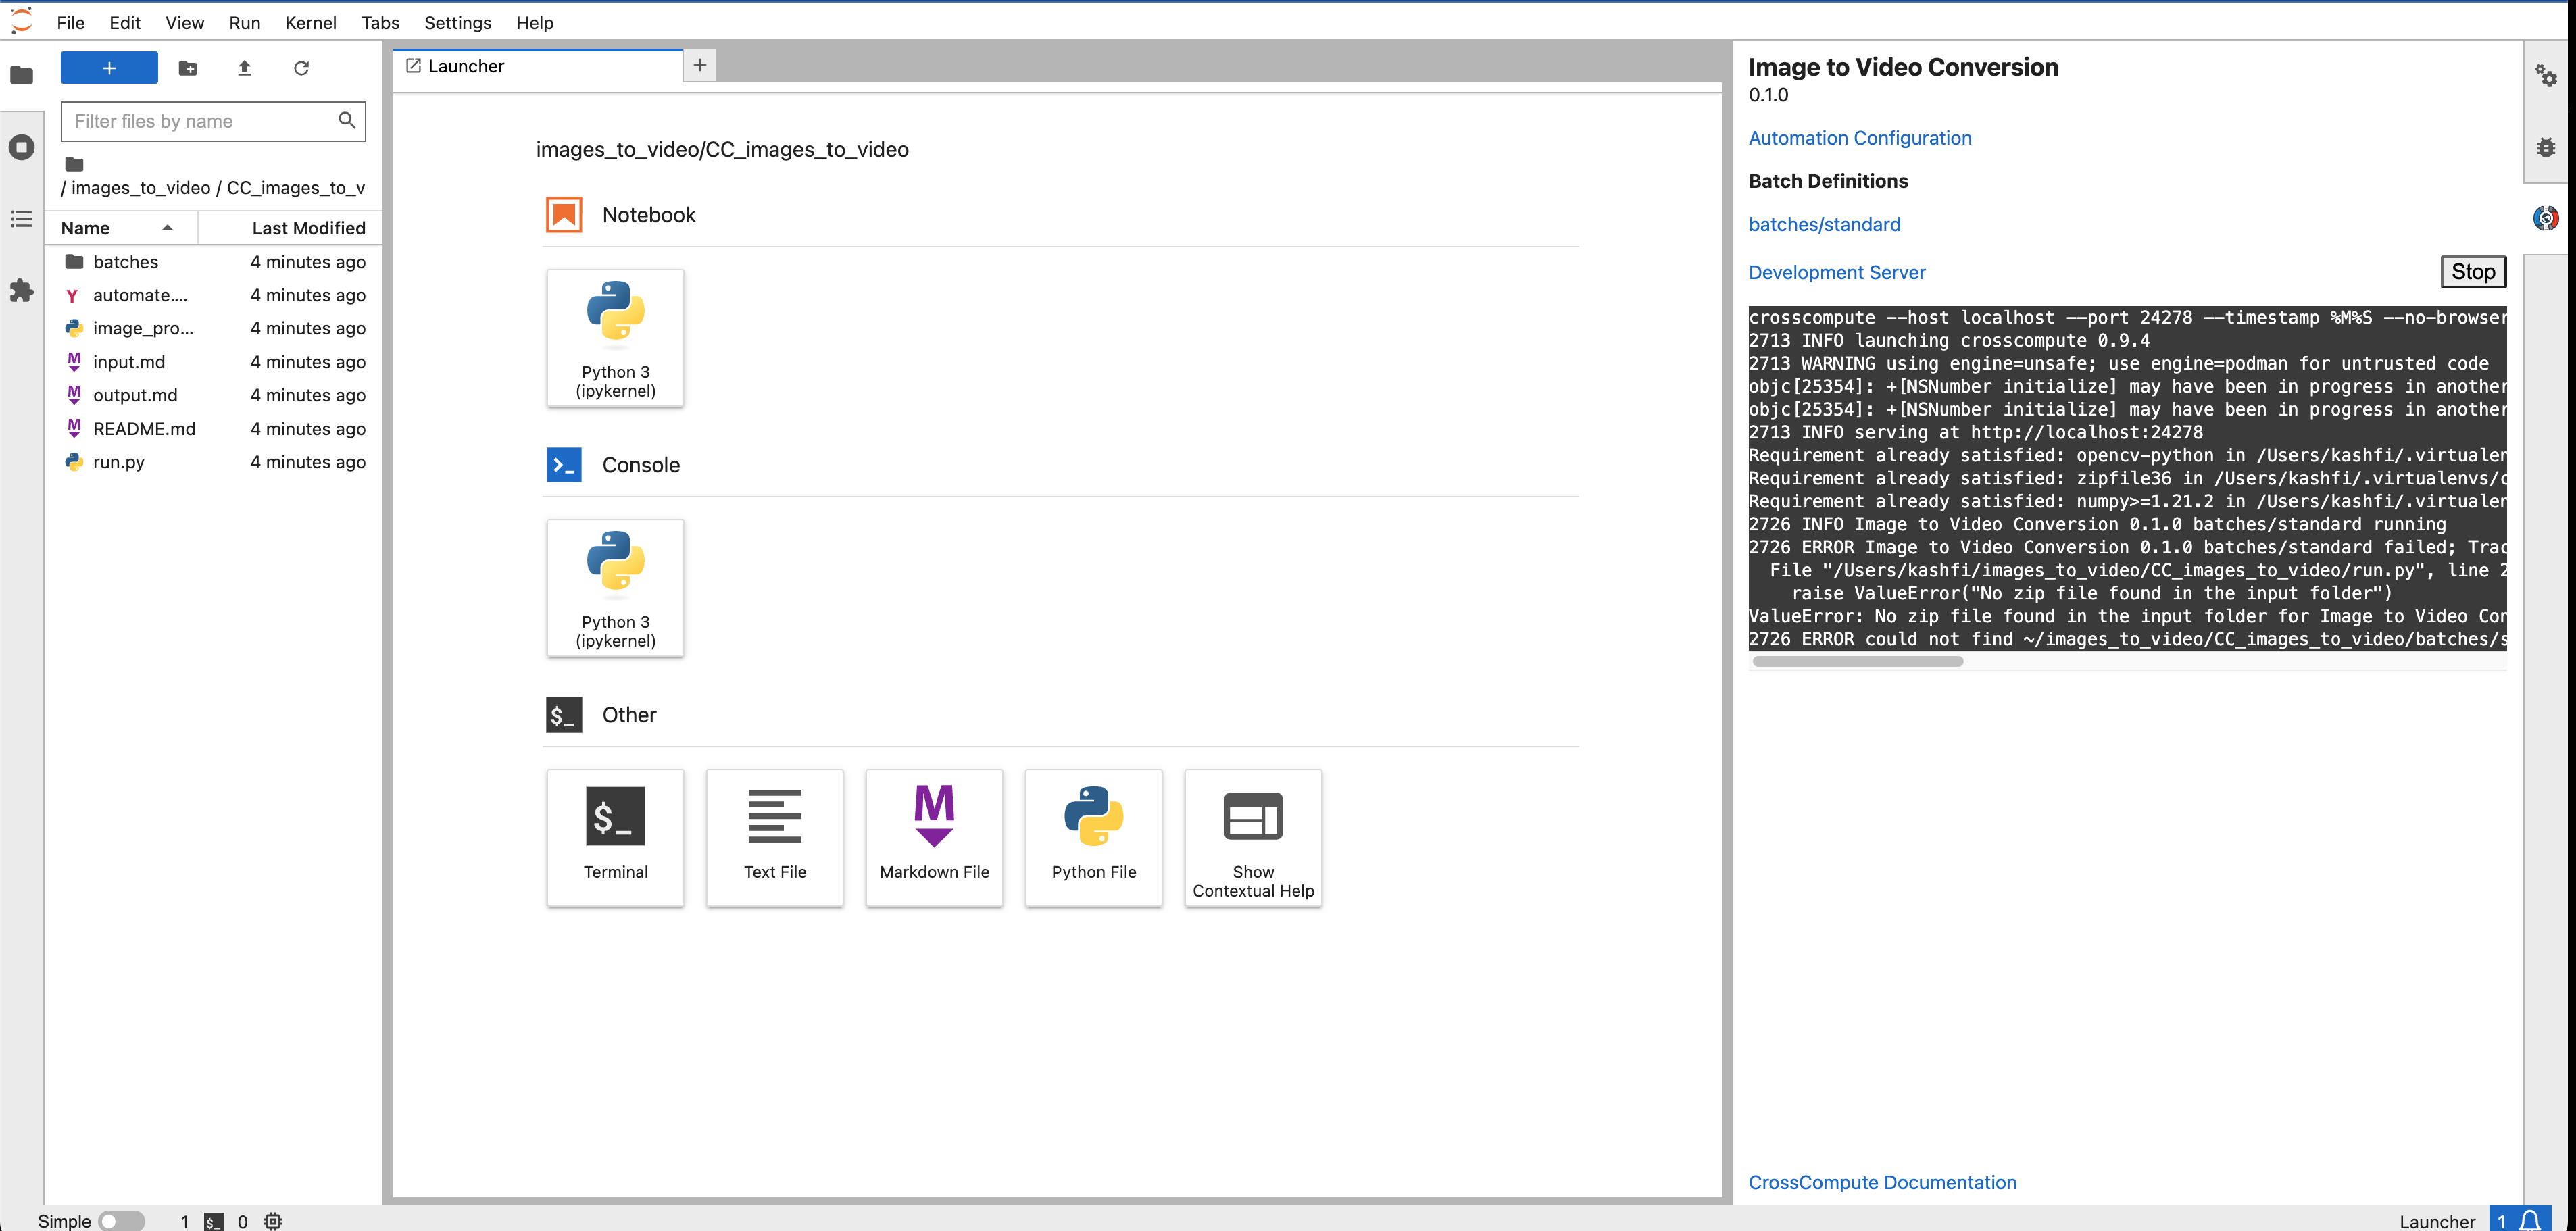 File Edit View Run Kernel Tabs Settings Help
+
Filter files by name
/ images_to_video / CC_images_to_v
Name Last Modified
batches 4 minutes ago
Y automate.... 4 minutes ago
image_pro... 4 minutes ago
M input.md 4 minutes ago
M output.md 4 minutes ago
M README.md 4 minutes ago
run.py 4 minutes ago
Launcher +
images_to_video/CC_images_to_video
Notebook
Python 3
(ipykernel)
>_ Console
Python 3
(ipykernel)
$_ Other
$_
Terminal
Text File
M
Markdown File
Python File
Show
Contextual Help
Image to Video Conversion
0.1.0
Automation Configuration
Batch Definitions
batches/standard
Development Server Stop
crosscompute --host localhost --port 24278 --timestamp %M%S --no-browser
2713 INFO launching crosscompute 0.9.4
2713 WARNING using engine=unsafe; use engine=podman for untrusted code
objc[25354]: +[NSNumber initialize] may have been in progress in another
objc[25354]: +[NSNumber initialize] may have been in progress in another
2713 INFO serving at http://localhost:24278
Requirement already satisfied: opencv-python in /Users/kashfi/.virtualen
Requirement already satisfied: zipfile36 in /Users/kashfi/.virtualenvs/c
Requirement already satisfied: numpy>=1.21.2 in /Users/kashfi/.virtualen
2726 INFO Image to Video Conversion 0.1.0 batches/standard running
2726 ERROR Image to Video Conversion 0.1.0 batches/standard failed; Trac
File "/Users/kashfi/images_to_video/CC_images_to_video/run.py", line 2
raise ValueError("No zip file found in the input folder")
ValueError: No zip file found in the input folder for Image to Video Con
2726 ERROR could not find ~/images_to_video/CC_images_to_video/batches/s
CrossCompute Documentation
Simple 1 $_ 0
Launcher 1